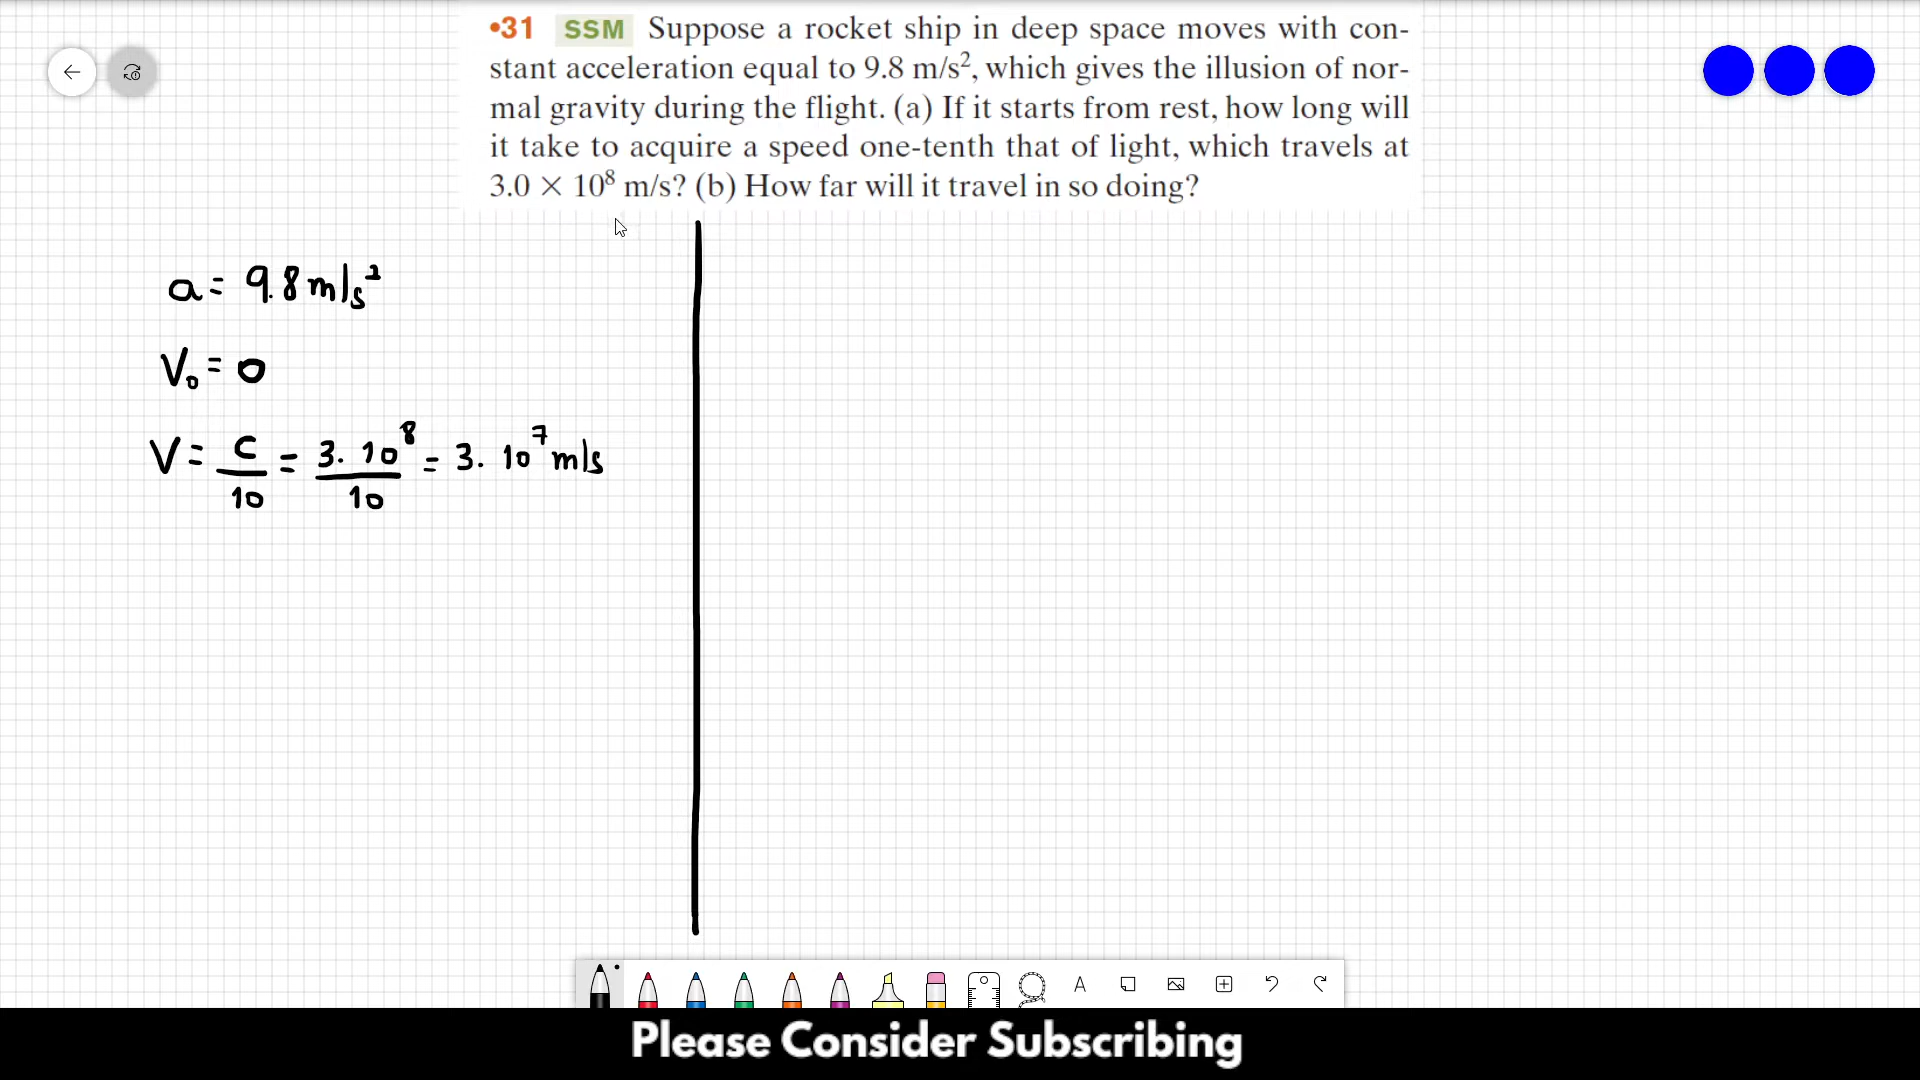 •31 SSM Suppose a rocket ship in deep space moves with con-
stant acceleration equal to 9.8 m/s², which gives the illusion of nor-
mal gravity during the flight. (a) If it starts from rest, how long will
it take to acquire a speed one-tenth that of light, which travels at
3.0 × 10⁸ m/s? (b) How far will it travel in so doing?
a = 9.8 m/s²
V₀ = 0
V = c/10 = 3. 10⁸/10 = 3. 10⁷ m/s
A
Please Consider Subscribing